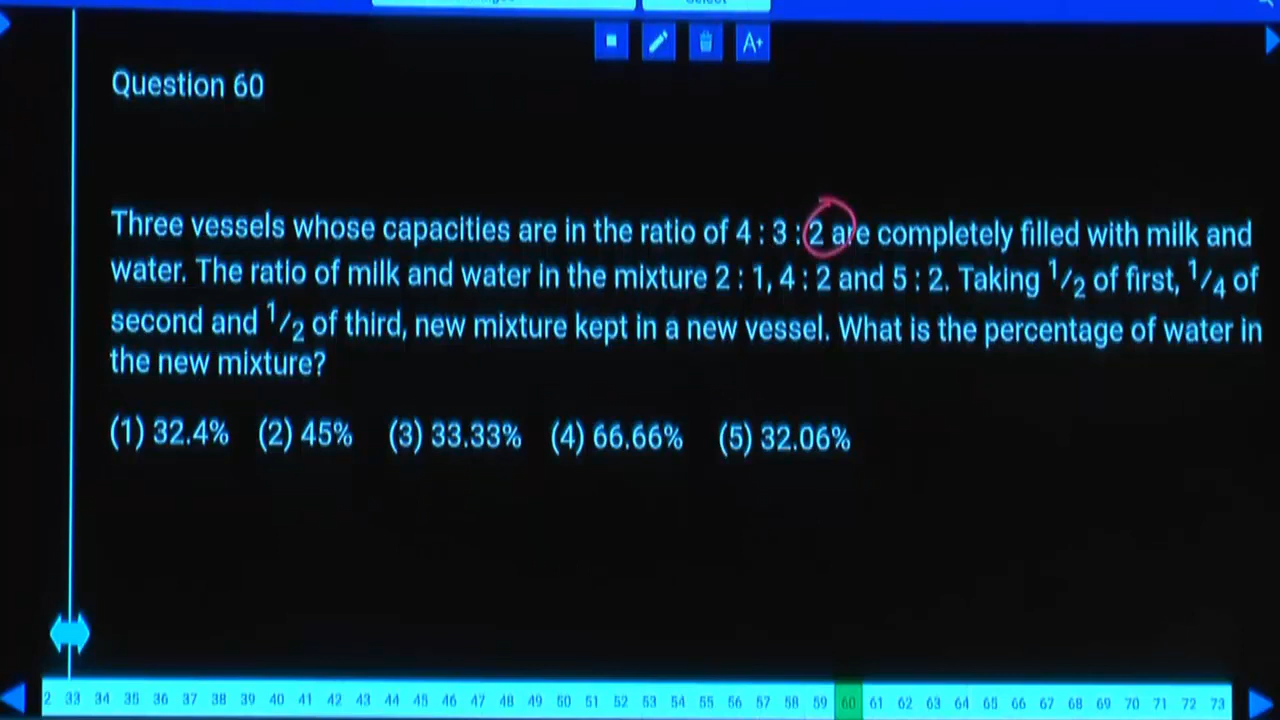 Select
A+
Question 60
Three vessels whose capacities are in the ratio of 4 : 3 : 2 are completely filled with milk and
water. The ratio of milk and water in the mixture 2 : 1, 4 : 2 and 5 : 2. Taking 1/2 of first, 1/4 of
second and 1/2 of third, new mixture kept in a new vessel. What is the percentage of water in
the new mixture?
(1) 32.4% (2) 45% (3) 33.33% (4) 66.66% (5) 32.06%
2 33 34 35 36 37 38 39 40 41 42 43 44 45 46 47 48 49 50 51 52 53 54 55 56 57 58 59 60 61 62 63 64 65 66 67 68 69 70 71 72 73